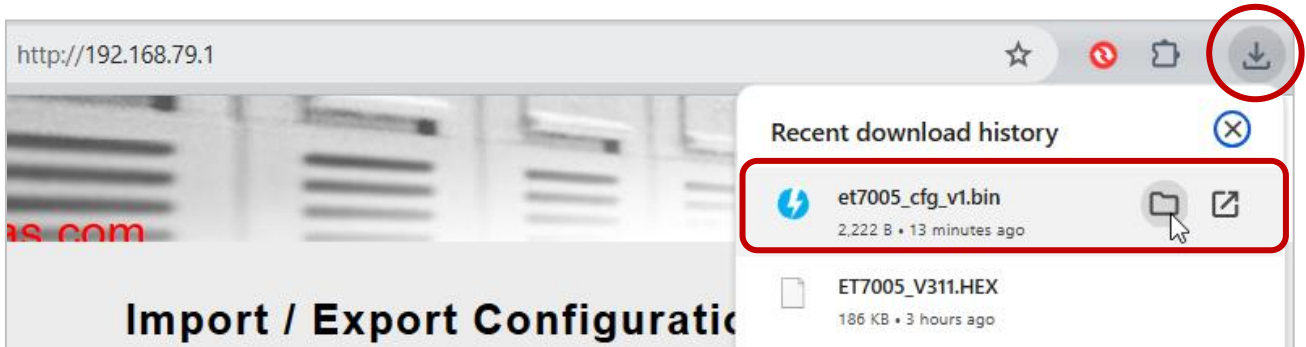 http://192.168.79.1
Recent download history
et7005_cfg_v1.bin
2,222 B • 13 minutes ago
as.com
ET7005_V311.HEX
186 KB • 3 hours ago
Import / Export Configuratic